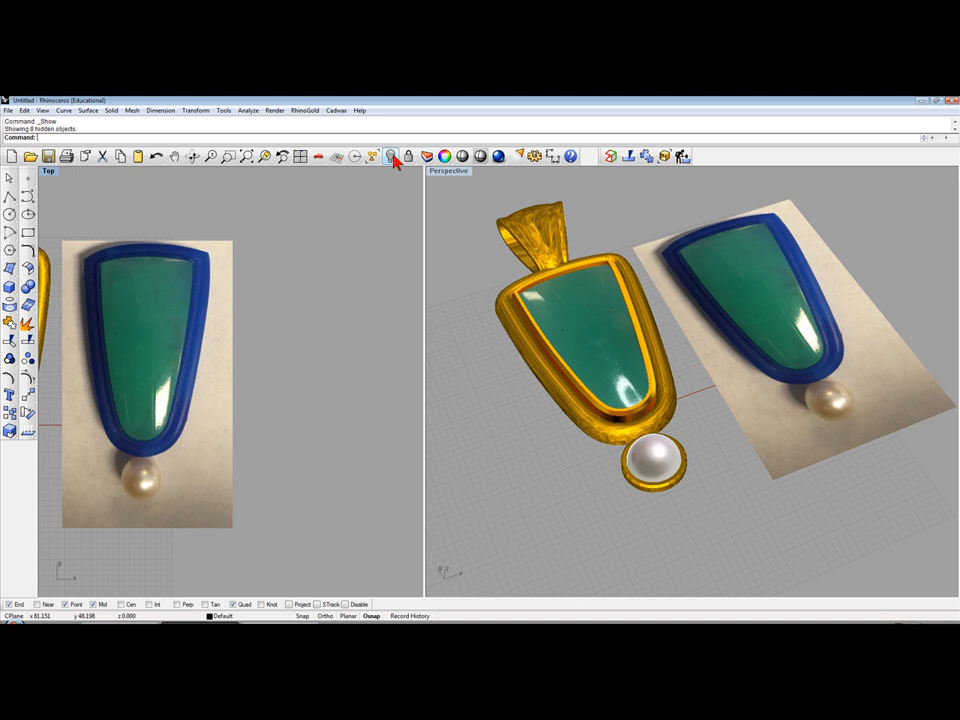 Untitled - Rhinoceros (Educational)
File Edit View Curve Surface Solid Mesh Dimension Transform Tools Analyze Render RhinoGold Cadwax Help
Command: _Show
Showing 8 hidden objects.
Command:
Top
Perspective
y
x
y z
x
End Near Point Mid Cen Int Perp Tan Quad Knot Project STrack Disable
CPlane x 81.151 y 48.198 z 0.000 Default Snap Ortho Planar Osnap Record History